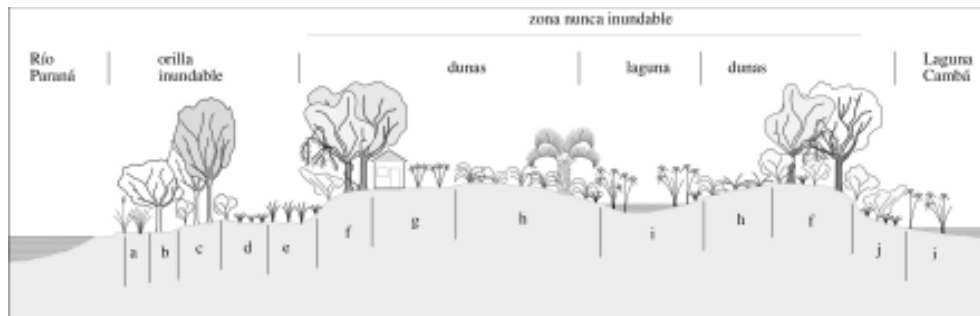 zona nunca inundable
Río
Paraná
orilla
inundable
dunas
laguna
dunas
Laguna
Cambá
a
b
c
d
e
f
g
h
i
h
f
j
i